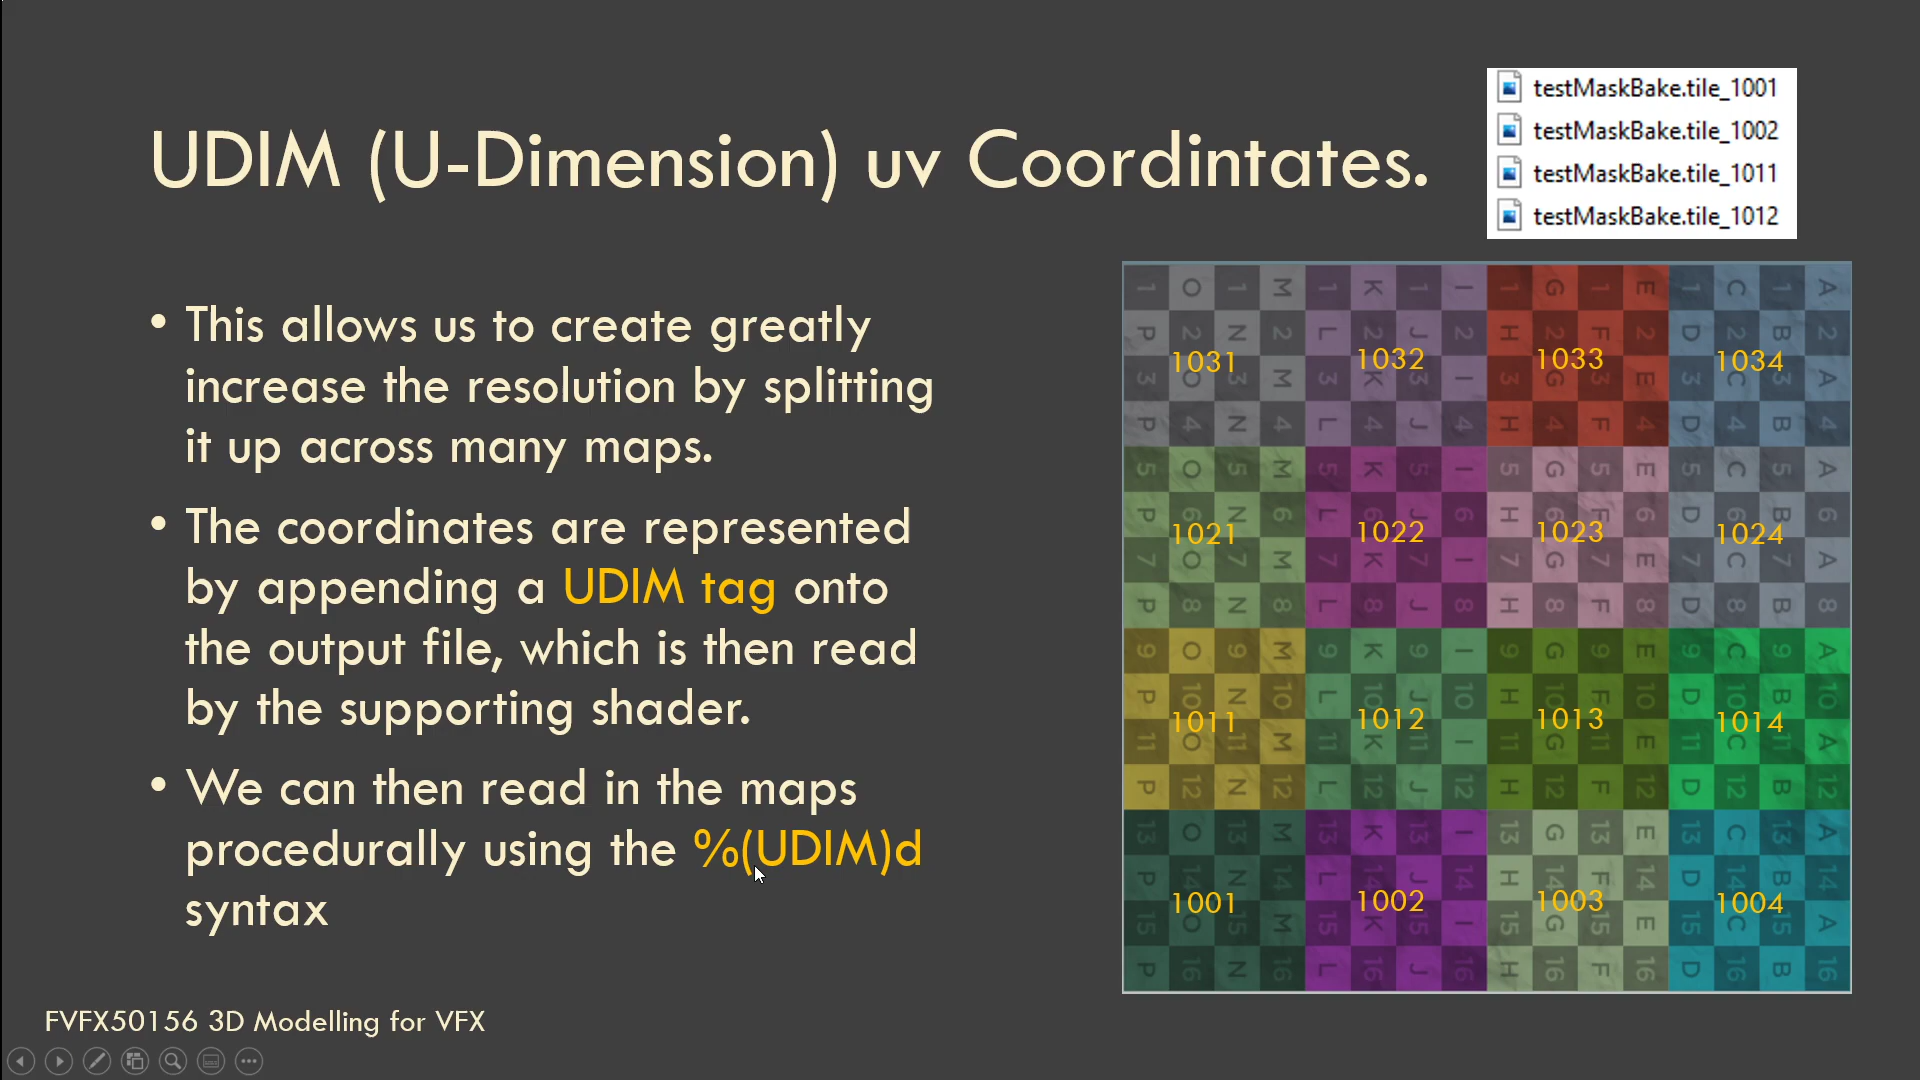 UDIM (U-Dimension) uv Coordintates.
testMaskBake.tile_1001
testMaskBake.tile_1002
testMaskBake.tile_1011
testMaskBake.tile_1012
• This allows us to create greatly
increase the resolution by splitting
it up across many maps.
• The coordinates are represented
by appending a UDIM tag onto
the output file, which is then read
by the supporting shader.
• We can then read in the maps
procedurally using the %(UDIM)d
syntax
1031 1032 1033 1034
1021 1022 1023 1024
1011 1012 1013 1014
1001 1002 1003 1004
FVFX50156 3D Modelling for VFX